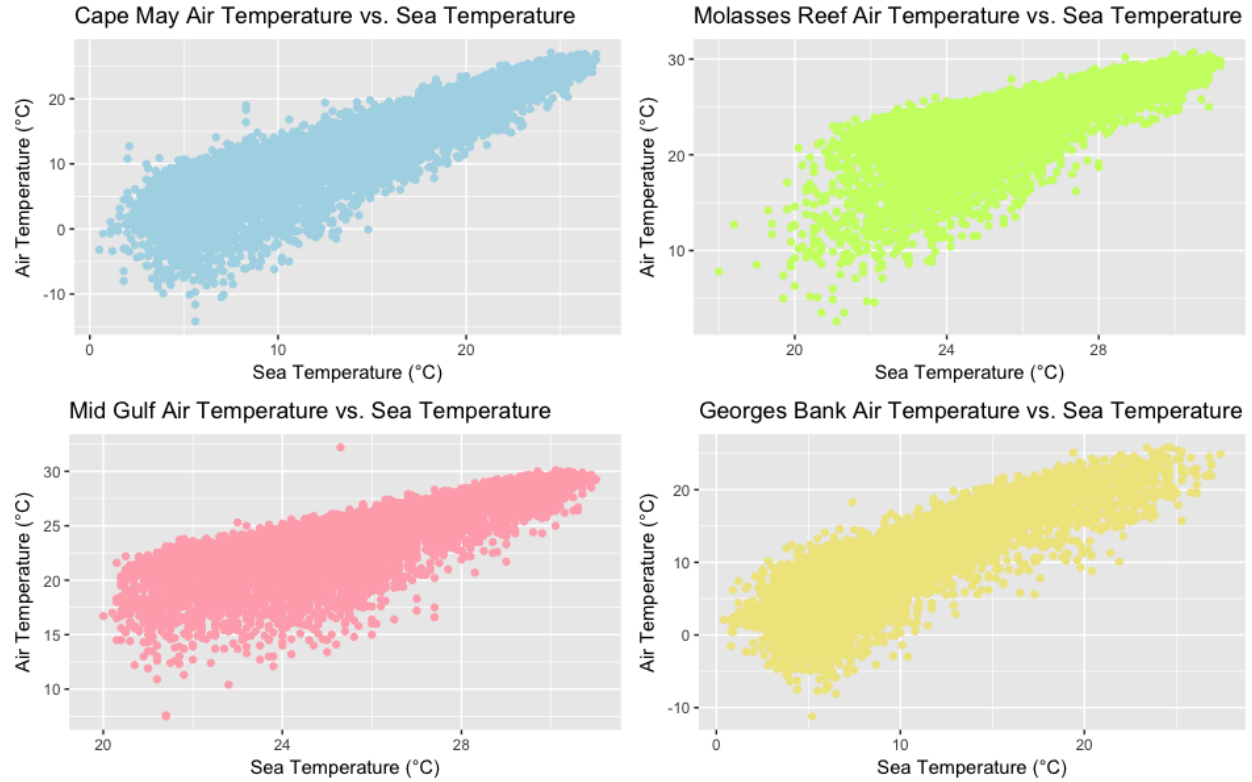 Cape May Air Temperature vs. Sea Temperature
Air Temperature (°C)
20
10
0
-10
0
10
20
Sea Temperature (°C)
Molasses Reef Air Temperature vs. Sea Temperature
Air Temperature (°C)
30
20
10
20
24
28
Sea Temperature (°C)
Mid Gulf Air Temperature vs. Sea Temperature
Air Temperature (°C)
30
25
20
15
10
20
24
28
Sea Temperature (°C)
Georges Bank Air Temperature vs. Sea Temperature
Air Temperature (°C)
20
10
0
-10
0
10
20
Sea Temperature (°C)